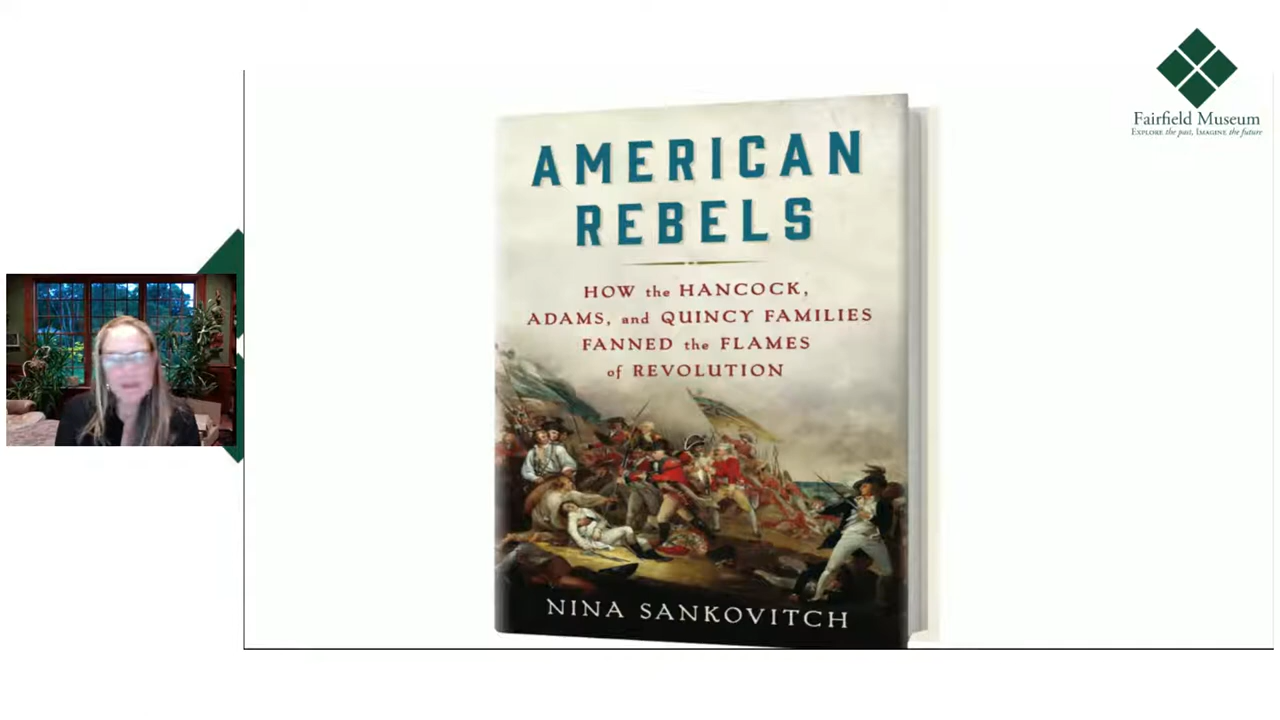 Fairfield Museum
EXPLORE the past, IMAGINE the future
AMERICAN
REBELS
HOW the HANCOCK,
ADAMS, and QUINCY FAMILIES
FANNED the FLAMES
of REVOLUTION
NINA SANKOVITCH